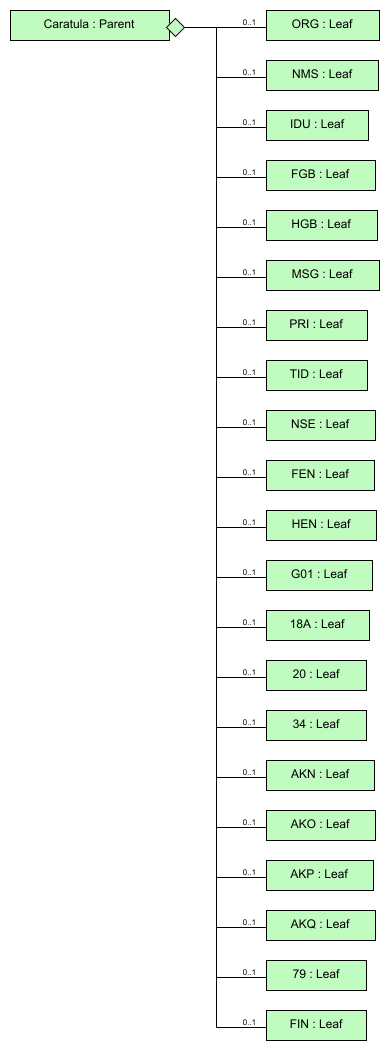 Caratula : Parent
0..1
ORG : Leaf
0..1
NMS : Leaf
0..1
IDU : Leaf
0..1
FGB : Leaf
0..1
HGB : Leaf
0..1
MSG : Leaf
0..1
PRI : Leaf
0..1
TID : Leaf
0..1
NSE : Leaf
0..1
FEN : Leaf
0..1
HEN : Leaf
0..1
G01 : Leaf
0..1
18A : Leaf
0..1
20 : Leaf
0..1
34 : Leaf
0..1
AKN : Leaf
0..1
AKO : Leaf
0..1
AKP : Leaf
0..1
AKQ : Leaf
0..1
79 : Leaf
0..1
FIN : Leaf